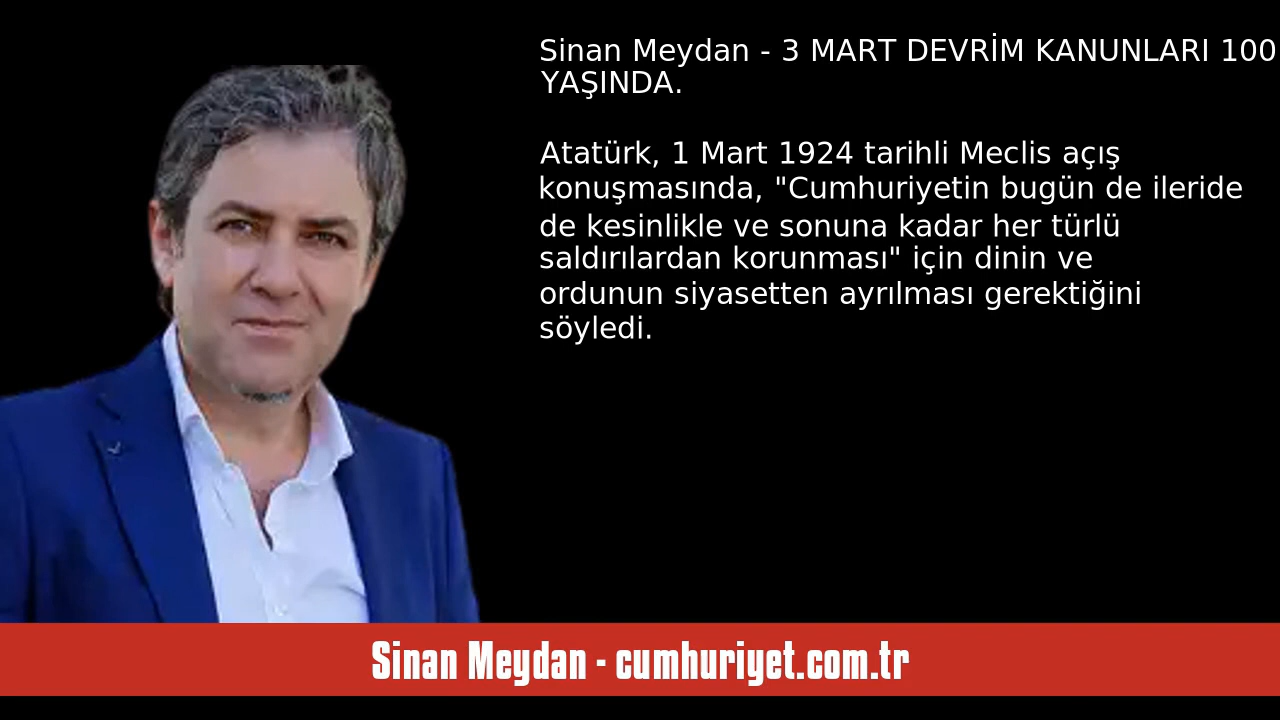 Sinan Meydan - 3 MART DEVRİM KANUNLARI 100
YAŞINDA.
Atatürk, 1 Mart 1924 tarihli Meclis açış
konuşmasında, "Cumhuriyetin bugün de ileride
de kesinlikle ve sonuna kadar her türlü
saldırılardan korunması" için dinin ve
ordunun siyasetten ayrılması gerektiğini
söyledi.
Sinan Meydan - cumhuriyet.com.tr